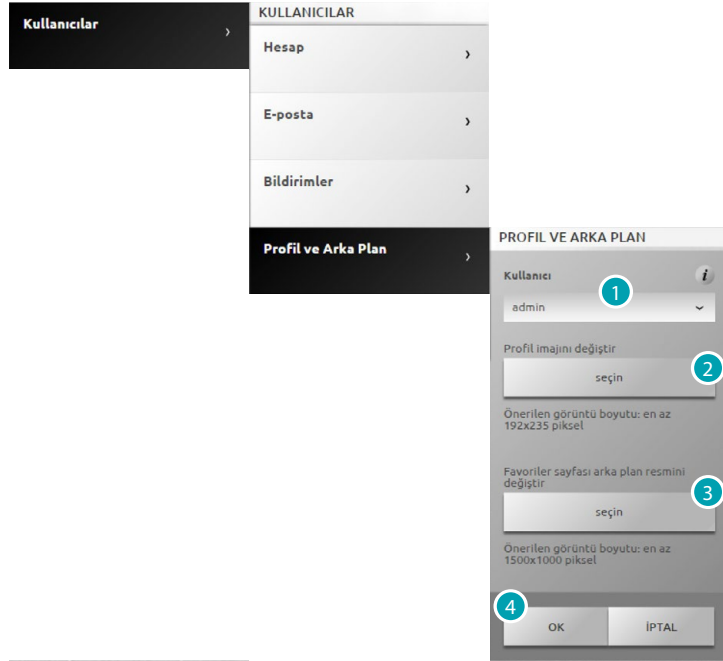 Kullanıcılar
KULLANICILAR
Hesap
E-posta
Bildirimler
Profil ve Arka Plan
PROFIL VE ARKA PLAN
Kullanıcı
i
1
admin
Profil imajını değiştir
2
seçin
Önerilen görüntü boyutu: en az
192x235 piksel
Favoriler sayfası arka plan resmini
değiştir
3
seçin
Önerilen görüntü boyutu: en az
1500x1000 piksel
4
OK
İPTAL